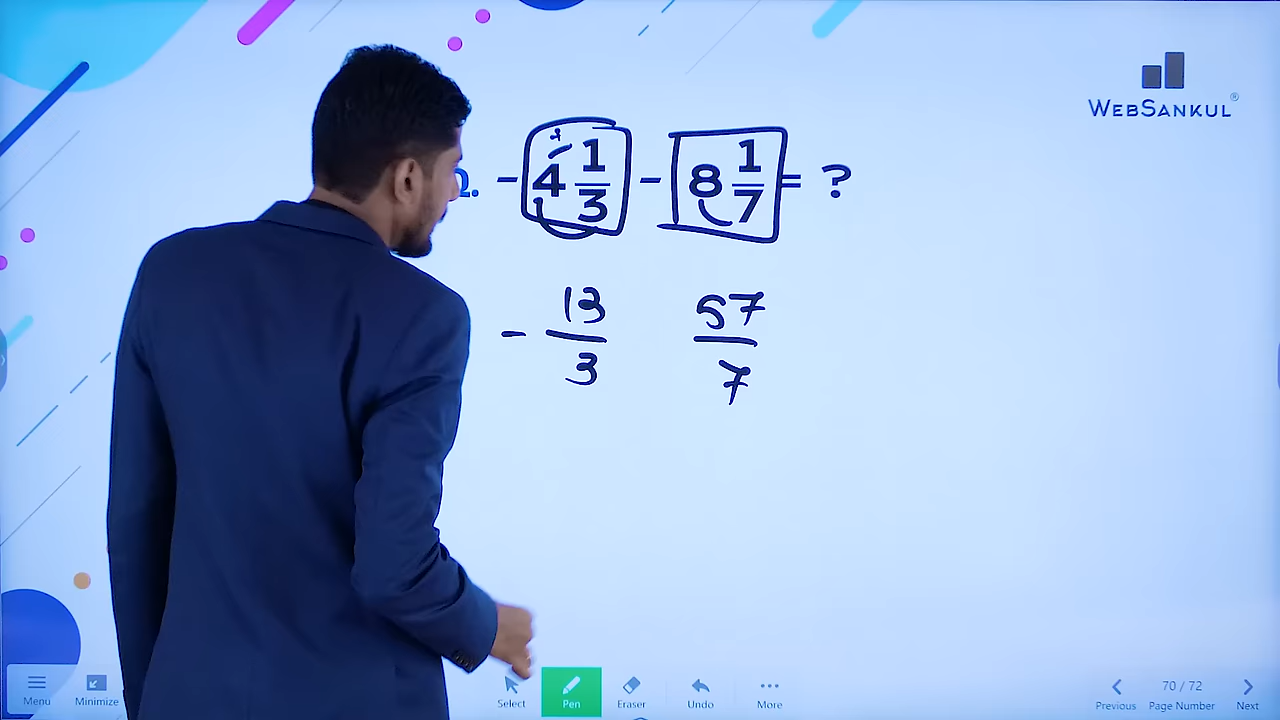 WEBSANKUL®
2. - 4 1/3 - 8 1/7 = ?
- 13/3 57/7
Menu Minimize Select Pen Eraser Undo More Previous 70 / 72 Page Number Next